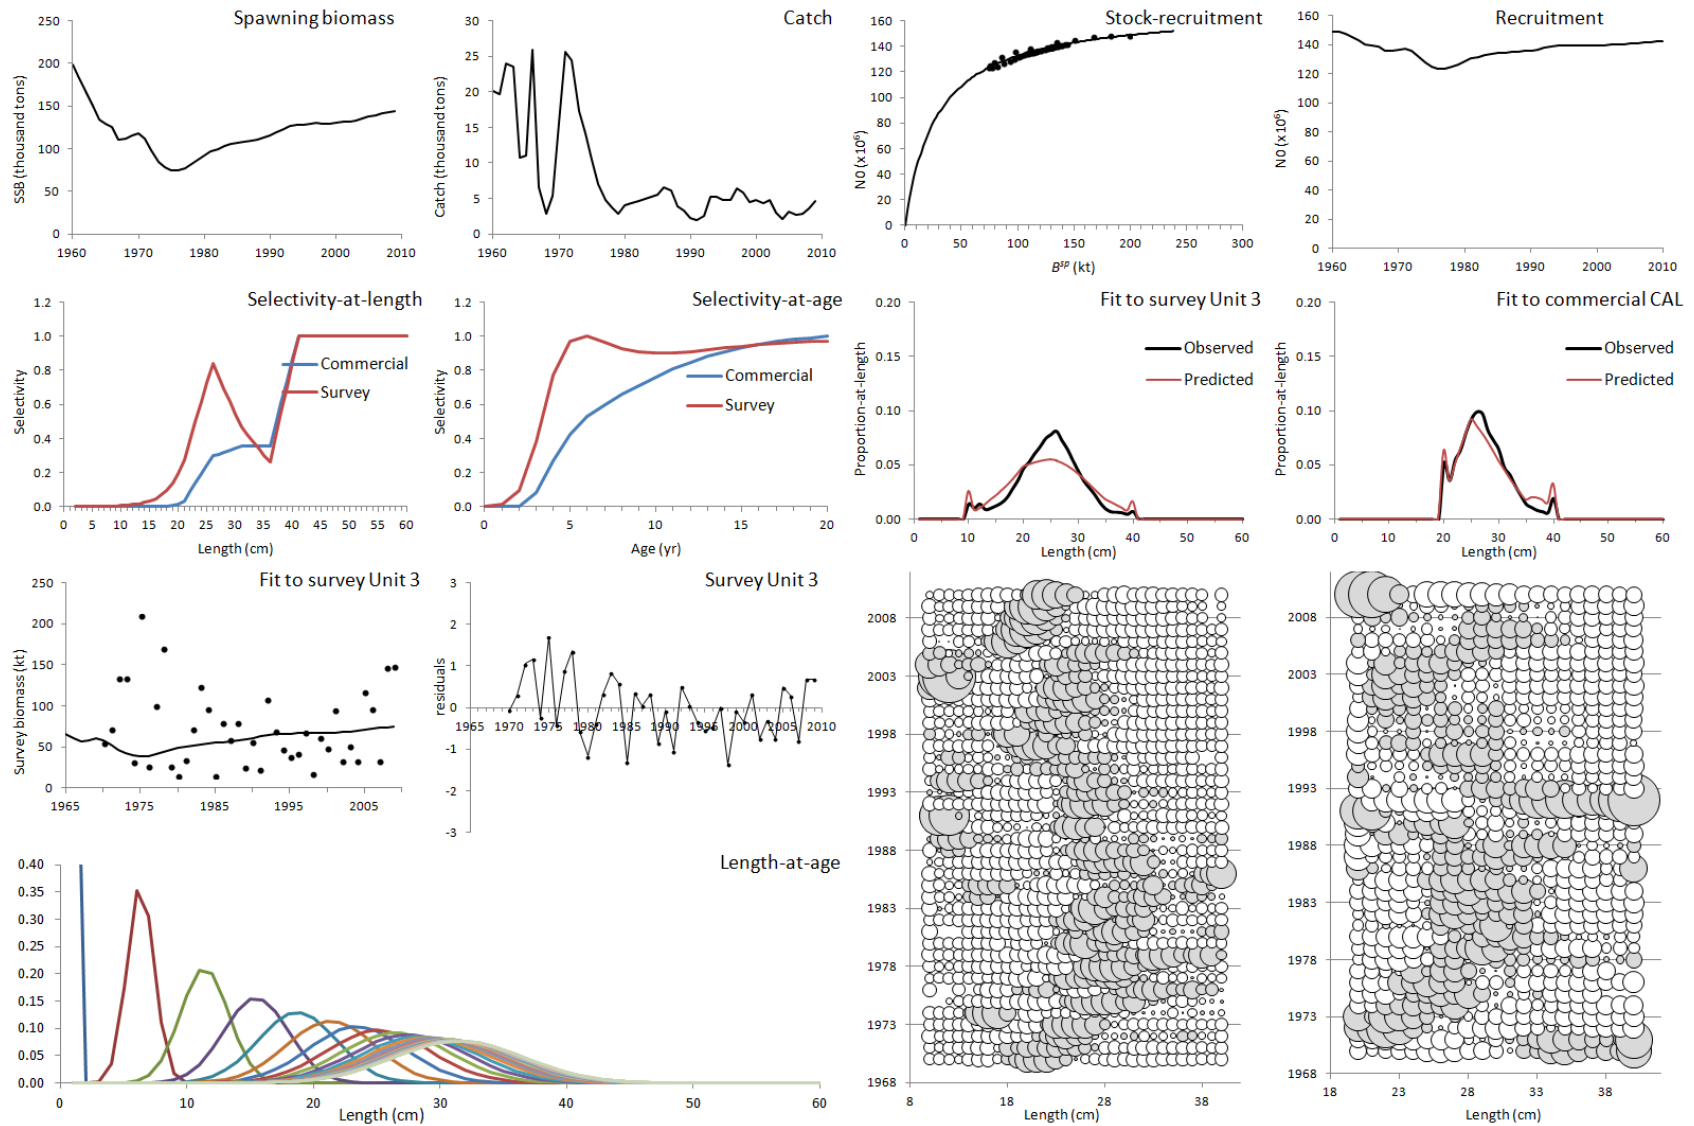 Spawning biomass
SSB (thousand tons)
250
200
150
100
50
0
1960 1970 1980 1990 2000 2010
Catch
Catch (thousand tons)
30
25
20
15
10
5
0
1960 1970 1980 1990 2000 2010
Stock-recruitment
N0 (x10⁶)
160
140
120
100
80
60
40
20
0
0 50 100 150 200 250 300
Bˢᵖ (kt)
Recruitment
N0 (x10⁶)
160
140
120
100
80
60
40
20
0
1960 1970 1980 1990 2000 2010
Selectivity-at-length
Selectivity
1.2
1.0
0.8
0.6
0.4
0.2
0.0
Commercial
Survey
0 5 10 15 20 25 30 35 40 45 50 55 60
Length (cm)
Selectivity-at-age
Selectivity
1.2
1.0
0.8
0.6
0.4
0.2
0.0
Commercial
Survey
0 5 10 15 20
Age (yr)
Fit to survey Unit 3
Proportion-at-length
0.20
0.15
0.10
0.05
0.00
Observed
Predicted
0 10 20 30 40 50 60
Length (cm)
Fit to commercial CAL
Proportion-at-length
0.20
0.15
0.10
0.05
0.00
Observed
Predicted
0 10 20 30 40 50 60
Length (cm)
Fit to survey Unit 3
Survey biomass (kt)
250
200
150
100
50
0
1965 1975 1985 1995 2005
Survey Unit 3
residuals
3
2
1
0
1965 1970 1975 1980 1985 1990 1995 2000 2005 2010
-1
-2
-3
2008
2003
1998
1993
1988
1983
1978
1973
1968
8 18 28 38
Length (cm)
2008
2003
1998
1993
1988
1983
1978
1973
1968
18 23 28 33 38
Length (cm)
Length-at-age
0.40
0.35
0.30
0.25
0.20
0.15
0.10
0.05
0.00
0 10 20 30 40 50 60
Length (cm)